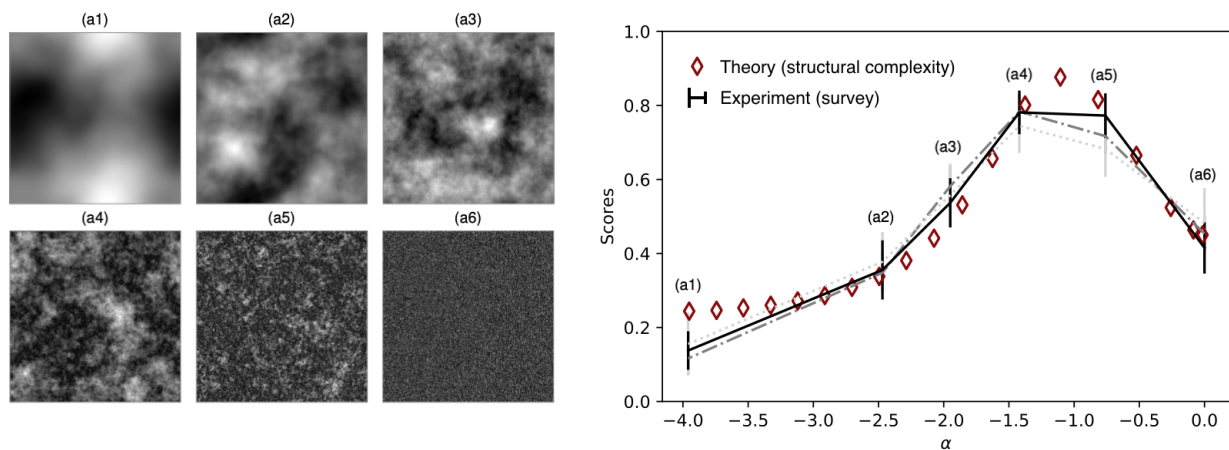 (a1) (a2) (a3)
(a4) (a5) (a6)
1.0
0.8
0.6
0.4
0.2
0.0
Scores
Theory (structural complexity)
Experiment (survey)
(a1)
(a2)
(a3)
(a4)
(a5)
(a6)
−4.0 −3.5 −3.0 −2.5 −2.0 −1.5 −1.0 −0.5 0.0
α